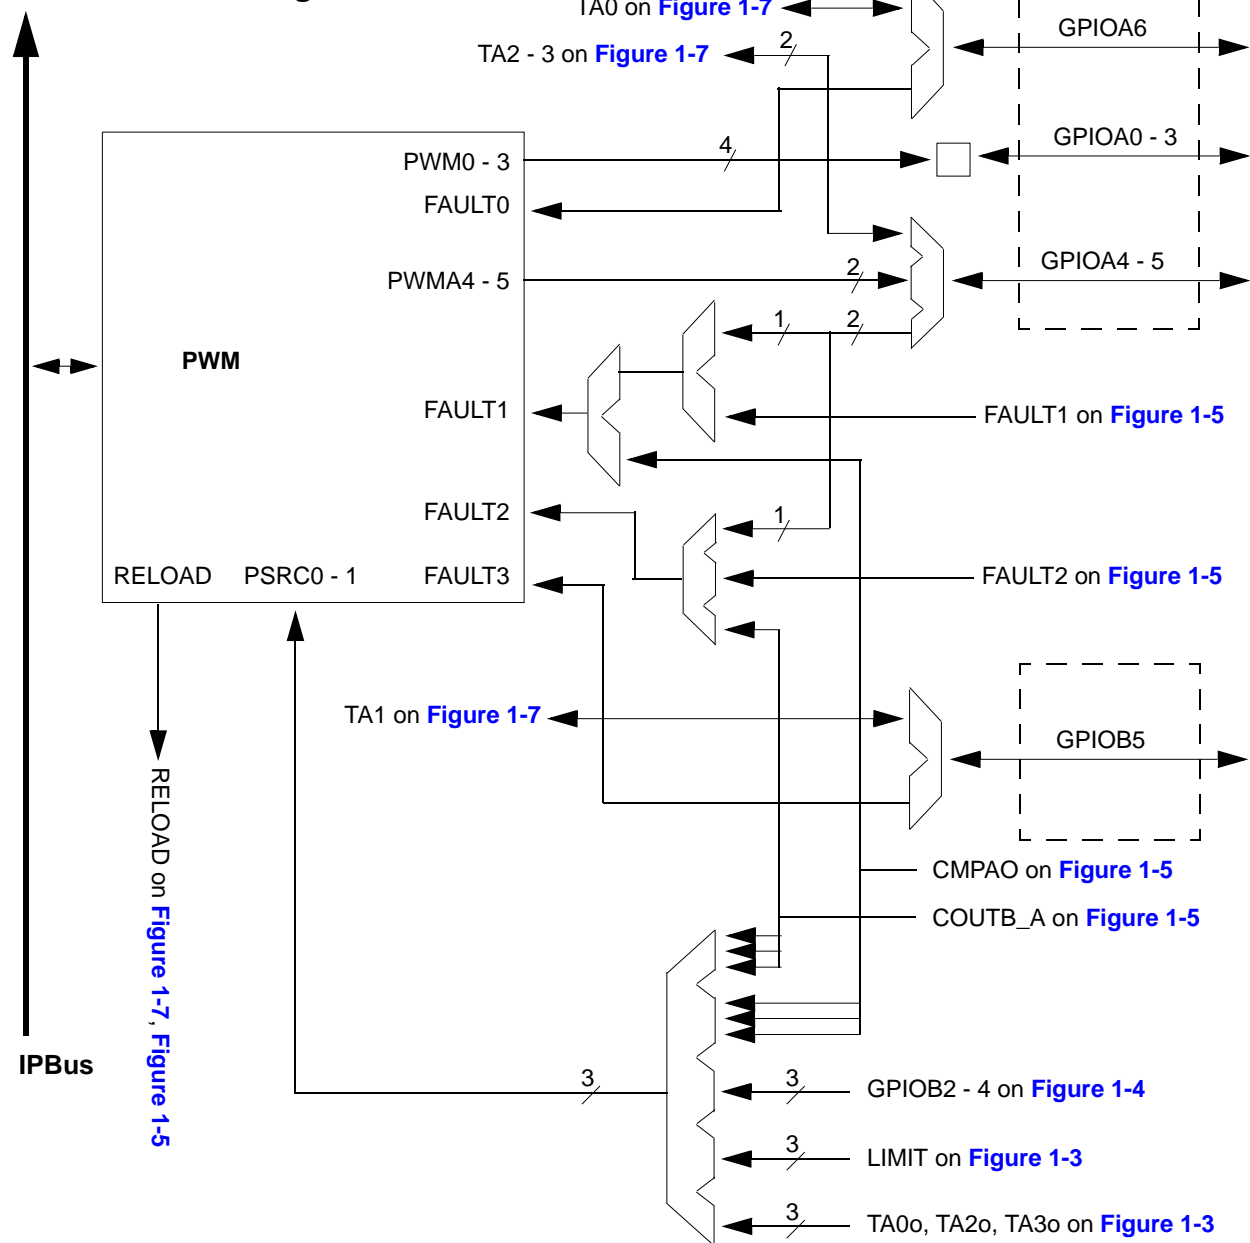 TA0 on Figure 1-7
GPIOA6
2
TA2 - 3 on Figure 1-7
GPIOA0 - 3
4
PWM0 - 3
FAULT0
GPIOA4 - 5
2
PWMA4 - 5
1
2
PWM
FAULT1
FAULT1 on Figure 1-5
FAULT2
1
RELOAD
PSRC0 - 1
FAULT3
FAULT2 on Figure 1-5
TA1 on Figure 1-7
GPIOB5
RELOAD on Figure 1-7, Figure 1-5
CMPAO on Figure 1-5
COUTB_A on Figure 1-5
IPBus
3
3
GPIOB2 - 4 on Figure 1-4
3
LIMIT on Figure 1-3
3
TA0o, TA2o, TA3o on Figure 1-3